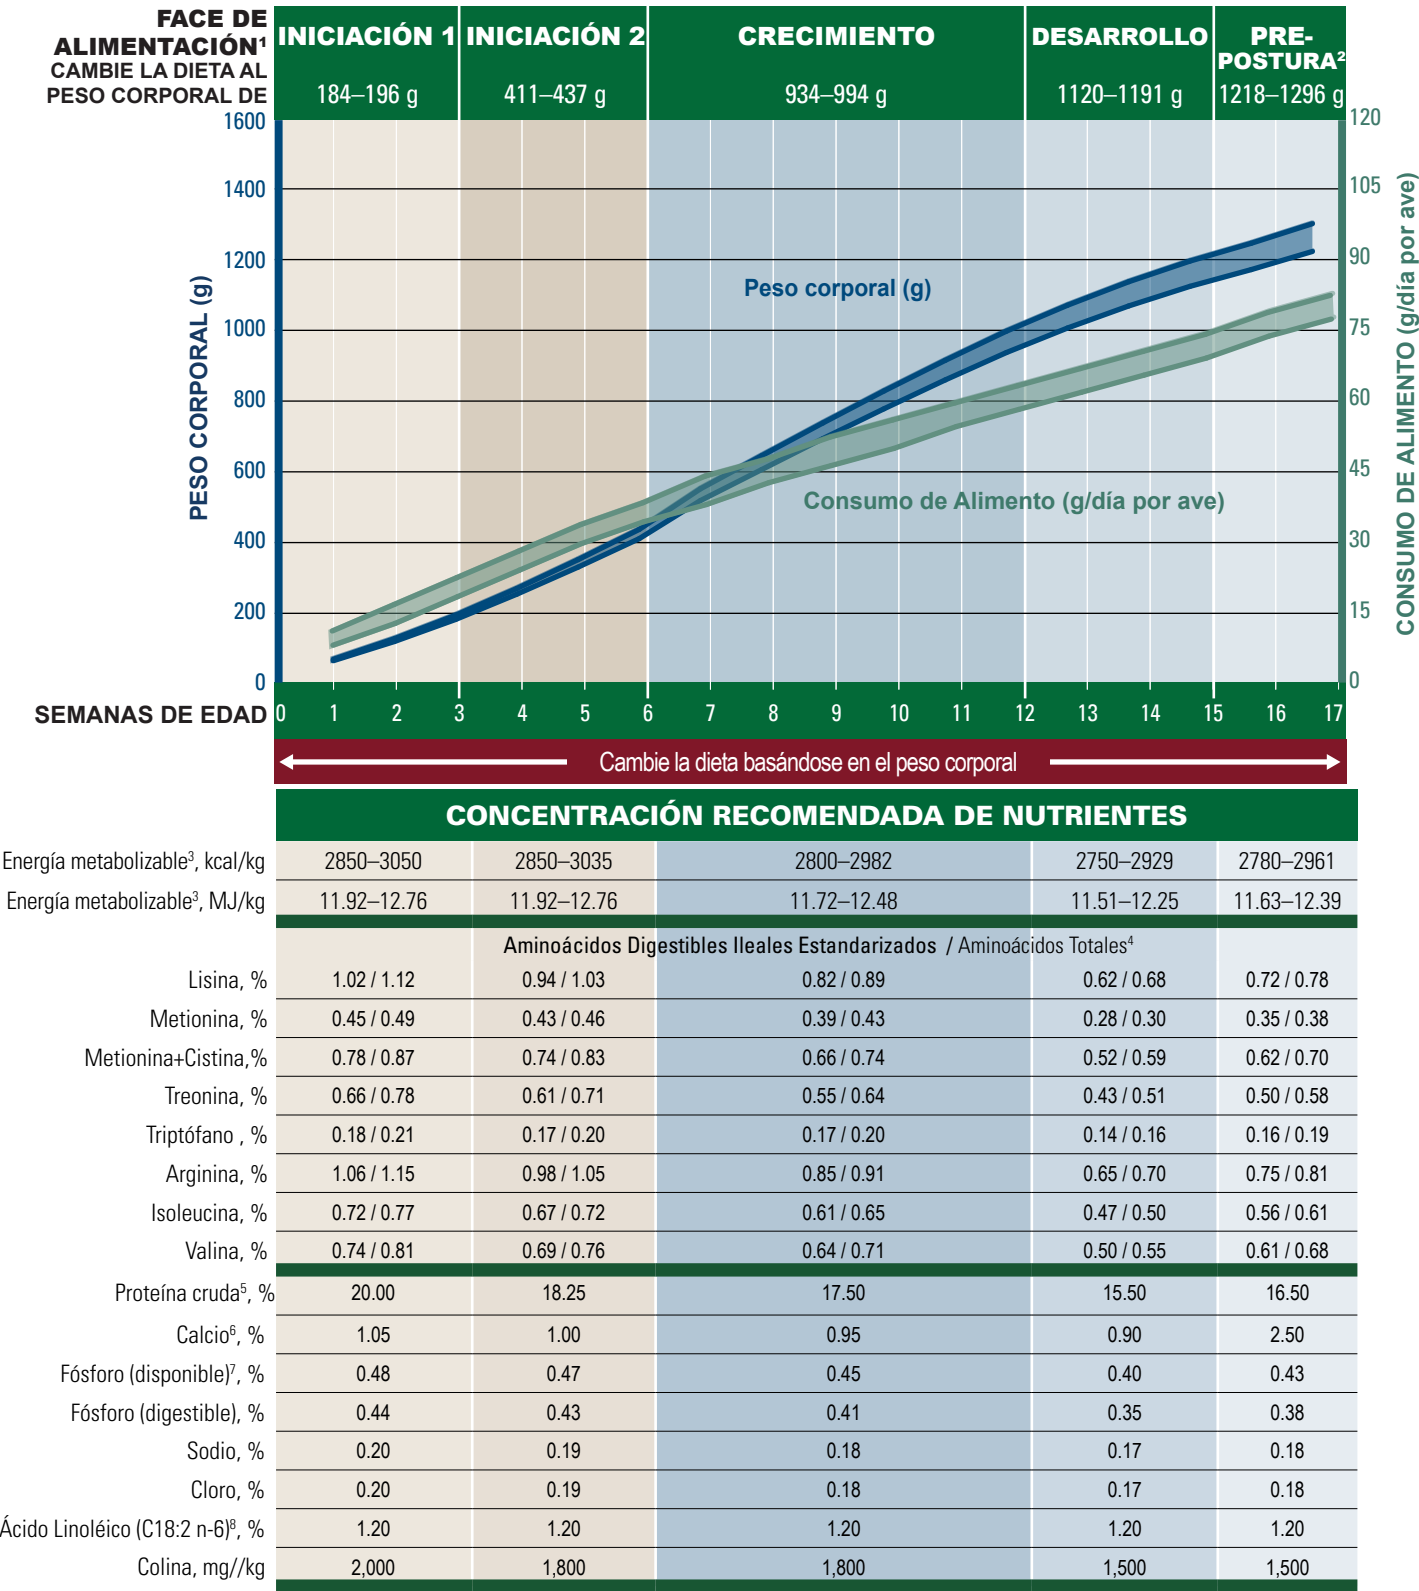 FACE DE
ALIMENTACIÓN¹
CAMBIE LA DIETA AL
PESO CORPORAL DE
INICIACIÓN 1
184–196 g
INICIACIÓN 2
411–437 g
CRECIMIENTO
934–994 g
DESARROLLO
1120–1191 g
PRE-
POSTURA²
1218–1296 g
PESO CORPORAL (g)
1600
1400
1200
1000
800
600
400
200
0
Peso corporal (g)
Consumo de Alimento (g/día por ave)
120
105
90
75
60
45
30
15
0
CONSUMO DE ALIMENTO (g/día por ave)
SEMANAS DE EDAD 0 1 2 3 4 5 6 7 8 9 10 11 12 13 14 15 16 17
Cambie la dieta basándose en el peso corporal
CONCENTRACIÓN RECOMENDADA DE NUTRIENTES
Energía metabolizable³, kcal/kg 2850–3050 2850–3035 2800–2982 2750–2929 2780–2961
Energía metabolizable³, MJ/kg 11.92–12.76 11.92–12.76 11.72–12.48 11.51–12.25 11.63–12.39
Aminoácidos Digestibles Ileales Estandarizados / Aminoácidos Totales⁴
Lisina, % 1.02 / 1.12 0.94 / 1.03 0.82 / 0.89 0.62 / 0.68 0.72 / 0.78
Metionina, % 0.45 / 0.49 0.43 / 0.46 0.39 / 0.43 0.28 / 0.30 0.35 / 0.38
Metionina+Cistina,% 0.78 / 0.87 0.74 / 0.83 0.66 / 0.74 0.52 / 0.59 0.62 / 0.70
Treonina, % 0.66 / 0.78 0.61 / 0.71 0.55 / 0.64 0.43 / 0.51 0.50 / 0.58
Triptófano , % 0.18 / 0.21 0.17 / 0.20 0.17 / 0.20 0.14 / 0.16 0.16 / 0.19
Arginina, % 1.06 / 1.15 0.98 / 1.05 0.85 / 0.91 0.65 / 0.70 0.75 / 0.81
Isoleucina, % 0.72 / 0.77 0.67 / 0.72 0.61 / 0.65 0.47 / 0.50 0.56 / 0.61
Valina, % 0.74 / 0.81 0.69 / 0.76 0.64 / 0.71 0.50 / 0.55 0.61 / 0.68
Proteína cruda⁵, % 20.00 18.25 17.50 15.50 16.50
Calcio⁶, % 1.05 1.00 0.95 0.90 2.50
Fósforo (disponible)⁷, % 0.48 0.47 0.45 0.40 0.43
Fósforo (digestible), % 0.44 0.43 0.41 0.35 0.38
Sodio, % 0.20 0.19 0.18 0.17 0.18
Cloro, % 0.20 0.19 0.18 0.17 0.18
Ácido Linoléico (C18:2 n-6)⁸, % 1.20 1.20 1.20 1.20 1.20
Colina, mg//kg 2,000 1,800 1,800 1,500 1,500